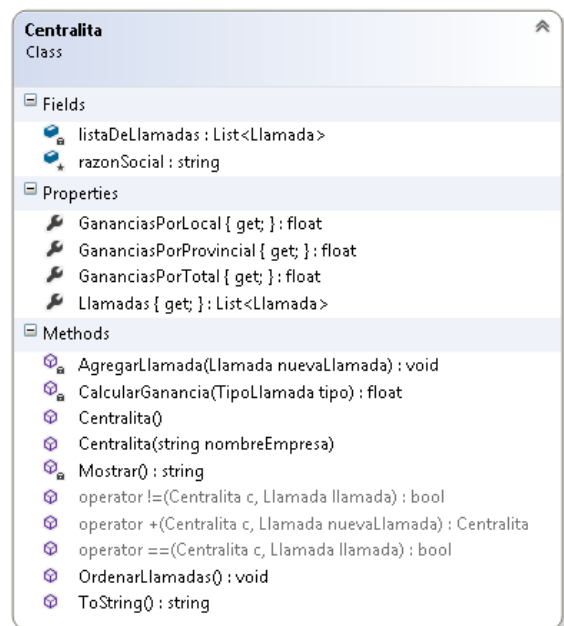 Centralita
Class
Fields
listaDeLlamadas : List<Llamada>
razonSocial : string
Properties
GananciasPorLocal { get; } : float
GananciasPorProvincial { get; } : float
GananciasPorTotal { get; } : float
Llamadas { get; } : List<Llamada>
Methods
AgregarLlamada(Llamada nuevaLlamada) : void
CalcularGanancia(TipoLlamada tipo) : float
Centralita()
Centralita(string nombreEmpresa)
Mostrar() : string
operator !=(Centralita c, Llamada llamada) : bool
operator +(Centralita c, Llamada nuevaLlamada) : Centralita
operator ==(Centralita c, Llamada llamada) : bool
OrdenarLlamadas() : void
ToString() : string